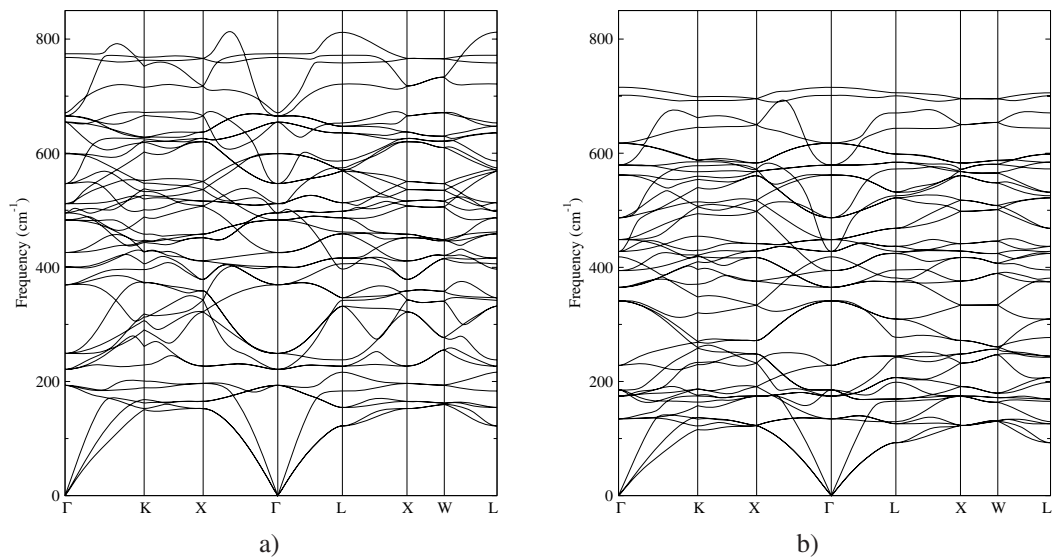 800
600
400
200
0
Frequency (cm-1)
Γ K X Γ L X W L
a)
800
600
400
200
0
Frequency (cm-1)
Γ K X Γ L X W L
b)